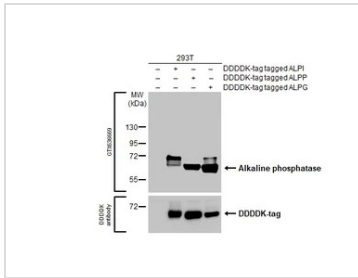 293T
– + – – DDDDK-tag tagged ALPI
– – + – DDDDK-tag tagged ALPP
– – – + DDDDK-tag tagged ALPG
MW
(kDa)
130
95
72
55
Alkaline phosphatase
DDDDK
antibody
72
DDDDK-tag